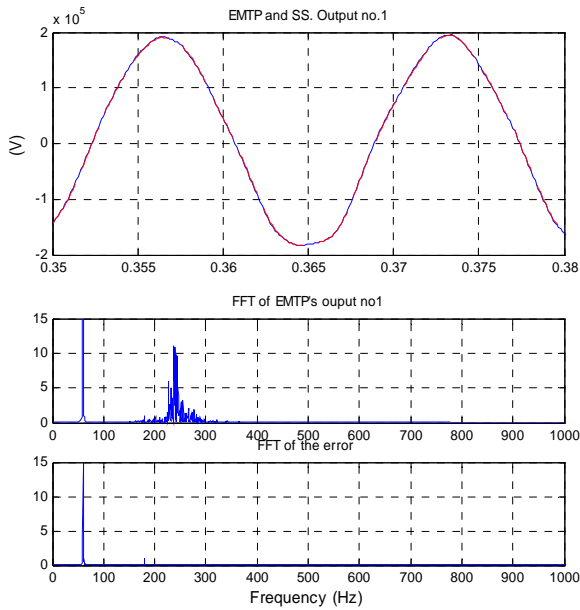 EMTP and SS. Output no.1
x 10^5
2
1
0
-1
-2
(V)
0.35 0.355 0.36 0.365 0.37 0.375 0.38
FFT of EMTP's ouput no1
15
10
5
0
0 100 200 300 400 500 600 700 800 900 1000
FFT of the error
15
10
5
0
0 100 200 300 400 500 600 700 800 900 1000
Frequency (Hz)